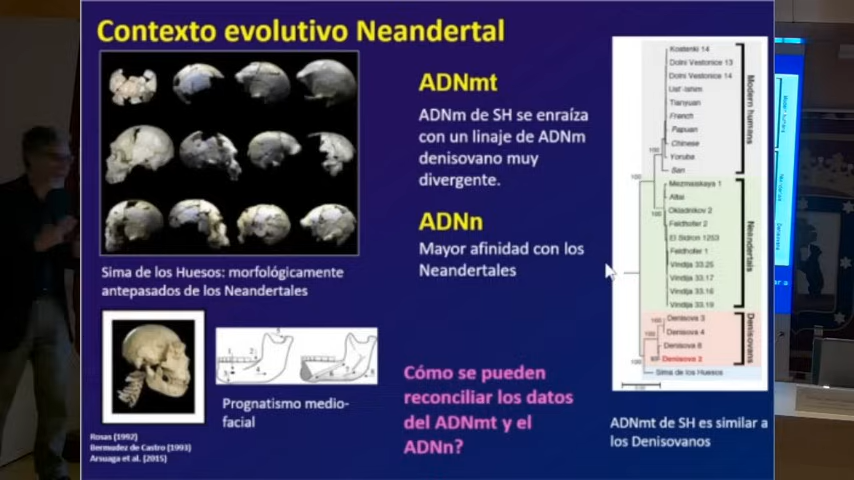 Contexto evolutivo Neandertal
ADNmt
ADNm de SH se enraíza
con un linaje de ADNm
denisovano muy
divergente.
ADNn
Mayor afinidad con los
Neandertales
Sima de los Huesos: morfológicamente
antepasados de los Neandertales
Prognatismo medio-
facial
Rosas (1992)
Bermudez de Castro (1993)
Arsuaga et al. (2015)
Cómo se pueden
reconciliar los datos
del ADNmt y el
ADNn?
Kostenki 14
Dolni Vestonice 13
Dolni Vestonice 14
Ust'-Ishim
Tianyuan
French
Papuan
Chinese
Yoruba
San
Modern humans
Mezmaiskaya 1
Altai
Okladnikov 2
Feldhofer 2
El Sidron 1253
Feldhofer 1
Vindija 33.25
Vindija 33.17
Vindija 33.16
Vindija 33.19
Neandertals
Denisova 3
Denisova 4
Denisova 8
Denisova 2
Denisovans
Sima de los Huesos
ADNmt de SH es similar a
los Denisovanos